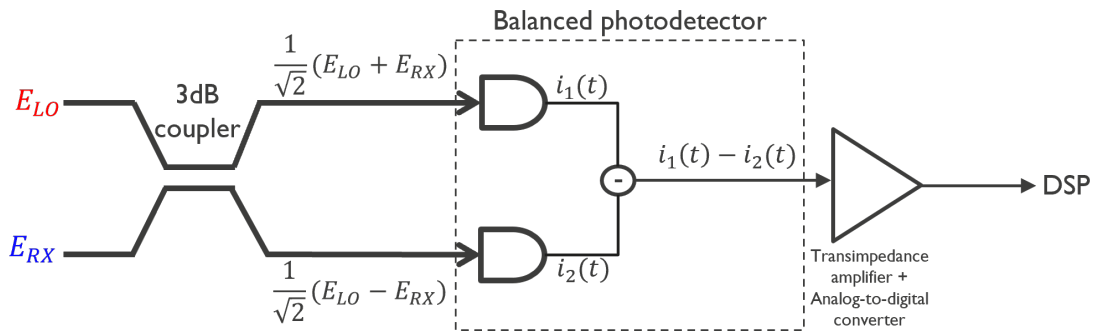 Balanced photodetector
1/√2 (E_LO + E_RX)
i_1(t)
3dB
coupler
E_LO
i_1(t) − i_2(t)
-
DSP
E_RX
i_2(t)
1/√2 (E_LO − E_RX)
Transimpedance
amplifier +
Analog-to-digital
converter